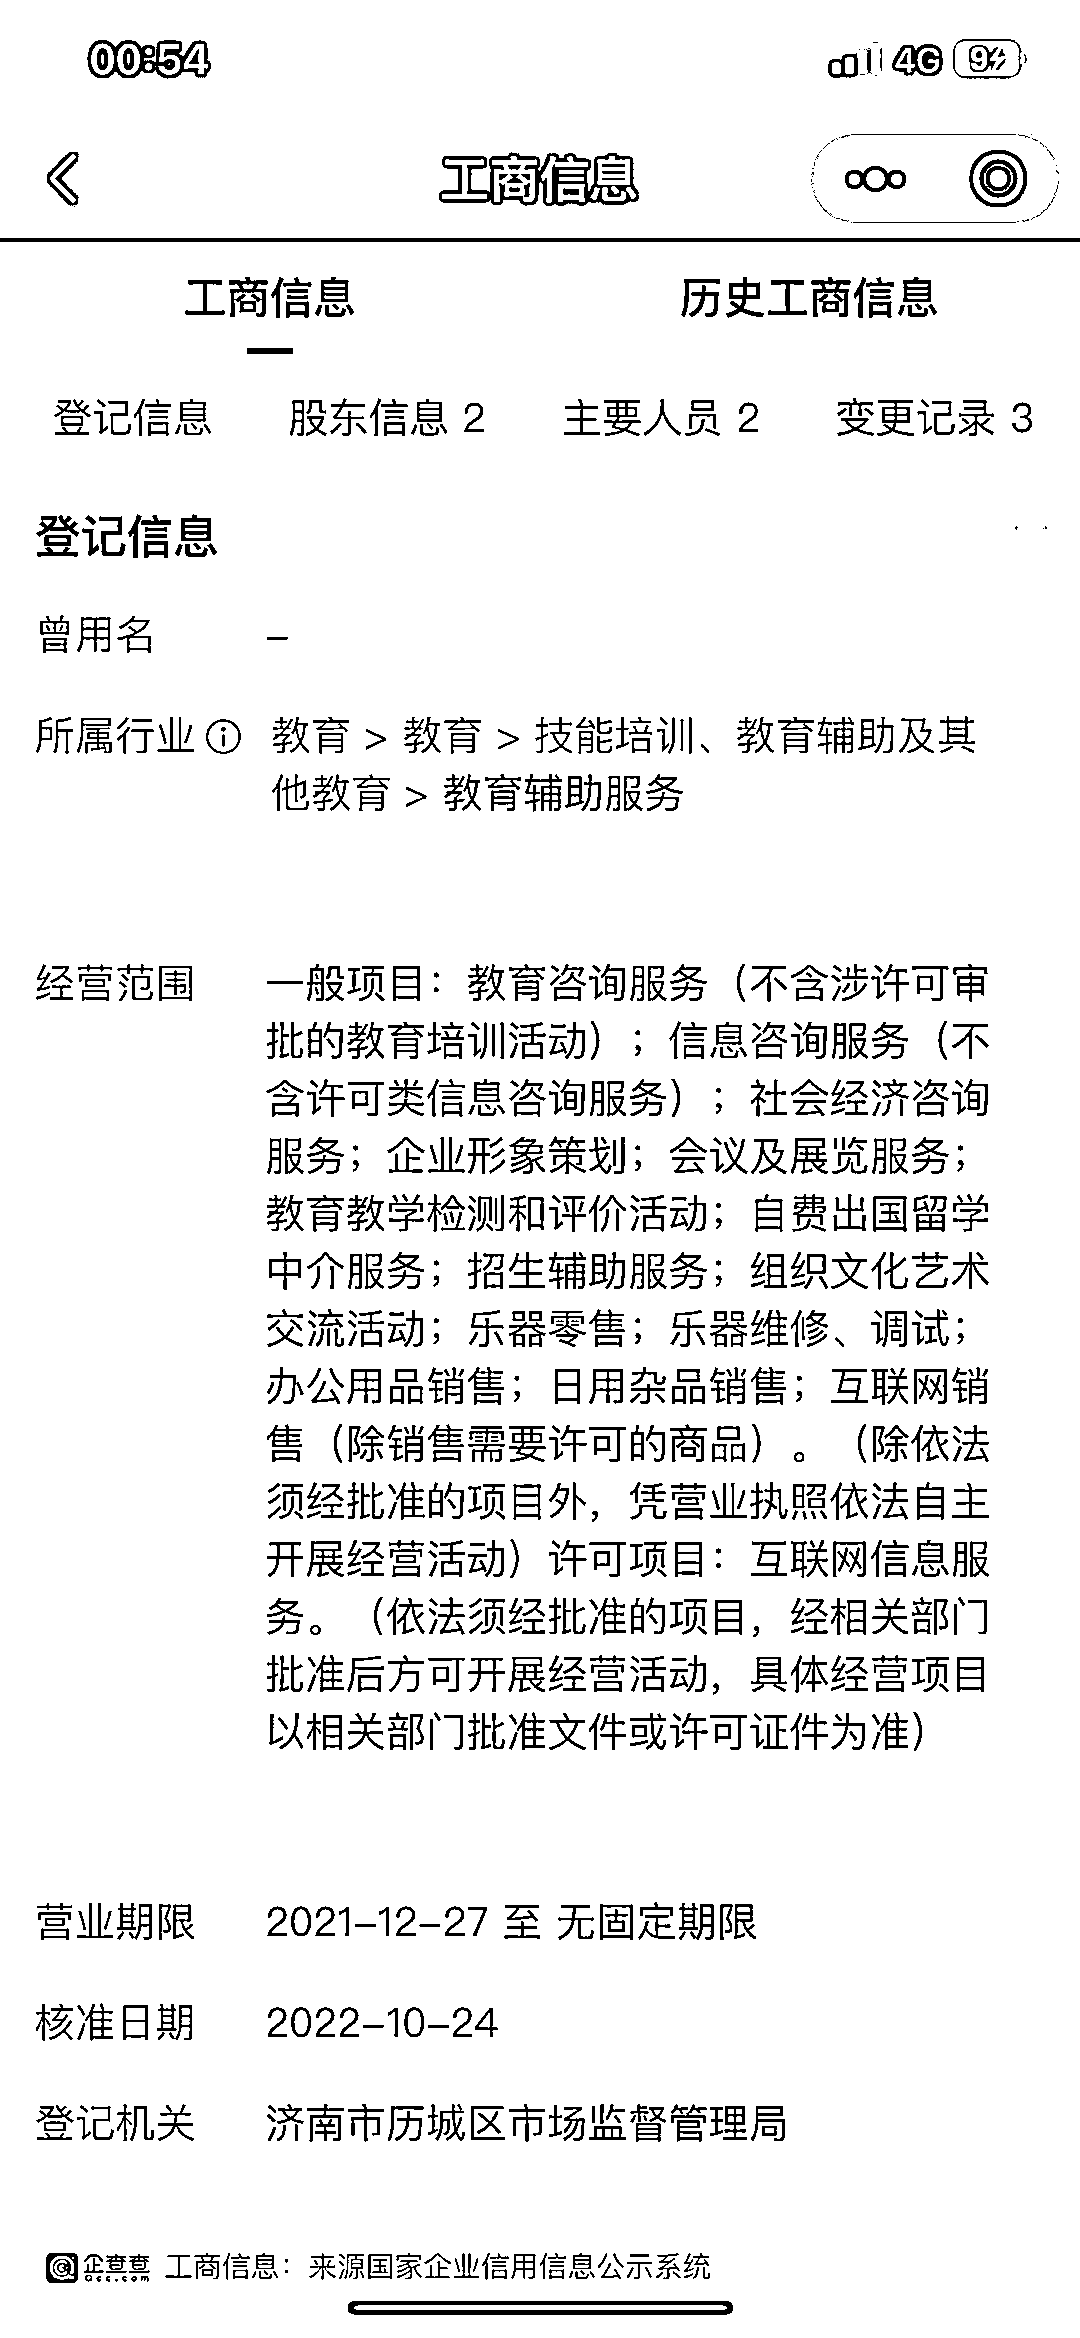 00:54
4G 9
工商信息
工商信息 历史工商信息
登记信息 股东信息 2 主要人员 2 变更记录 3
登记信息
曾用名 –
所属行业 教育 > 教育 > 技能培训、教育辅助及其
他教育 > 教育辅助服务
经营范围 一般项目：教育咨询服务（不含涉许可审
批的教育培训活动）；信息咨询服务（不
含许可类信息咨询服务）；社会经济咨询
服务；企业形象策划；会议及展览服务；
教育教学检测和评价活动；自费出国留学
中介服务；招生辅助服务；组织文化艺术
交流活动；乐器零售；乐器维修、调试；
办公用品销售；日用杂品销售；互联网销
售（除销售需要许可的商品）。（除依法
须经批准的项目外，凭营业执照依法自主
开展经营活动）许可项目：互联网信息服
务。（依法须经批准的项目，经相关部门
批准后方可开展经营活动，具体经营项目
以相关部门批准文件或许可证件为准）
营业期限 2021-12-27 至 无固定期限
核准日期 2022-10-24
登记机关 济南市历城区市场监督管理局
企查查 工商信息：来源国家企业信用信息公示系统
Qcc.com